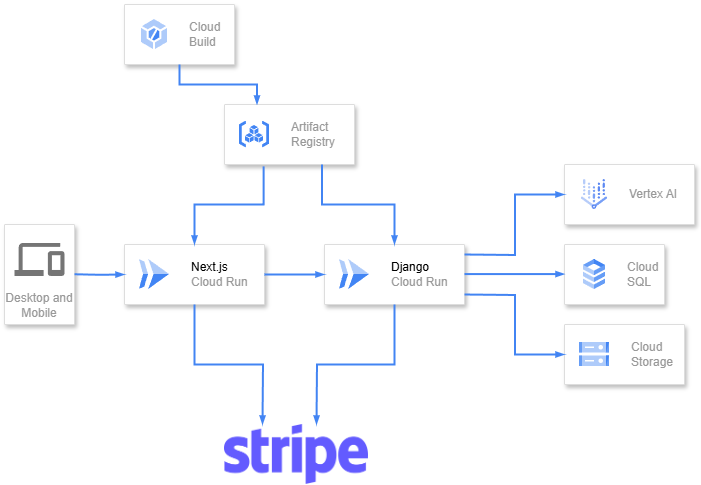 Cloud
Build
Artifact
Registry
Vertex AI
Desktop and
Mobile
Next.js
Cloud Run
Django
Cloud Run
Cloud
SQL
Cloud
Storage
stripe